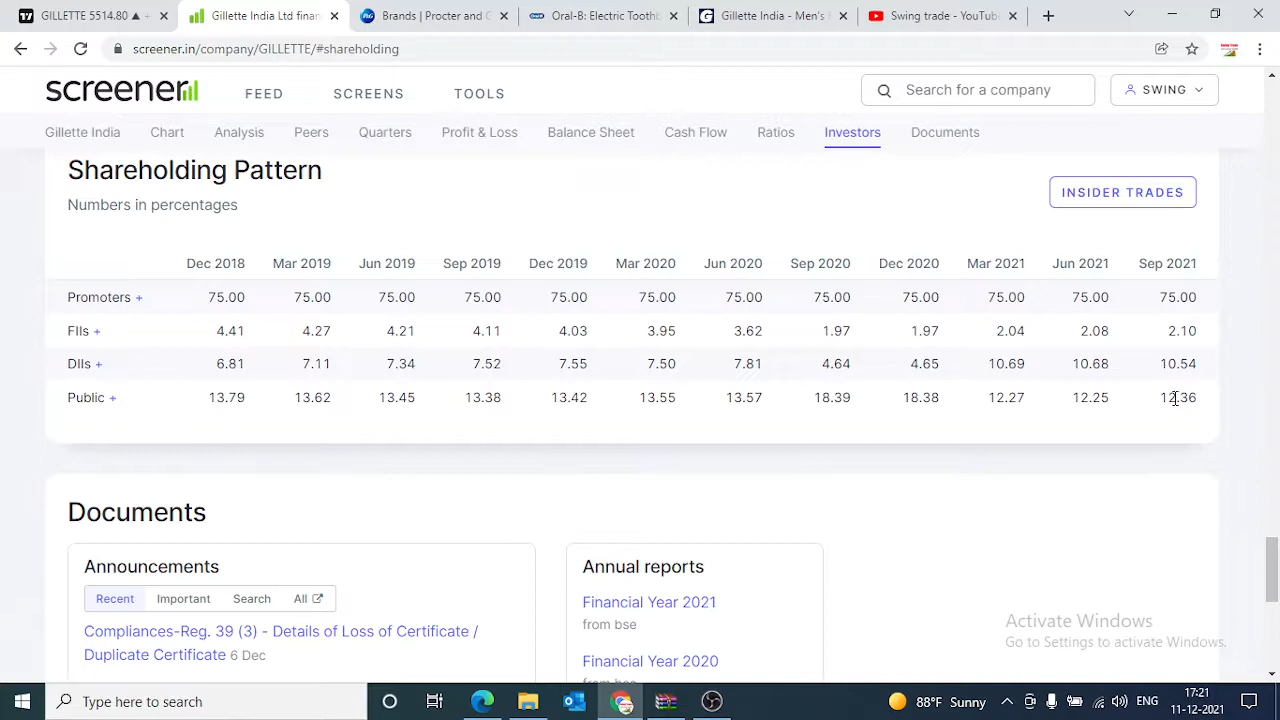 Gillette India Ltd fina
Brands | Procter and G
Oral-B: Electric Toothb
Gillette India - Men's
Swing trade - YouTube
screener.in/company/GILLETTE/#shareholding
screener
FEED SCREENS TOOLS
Search for a company
SWING
Gillette India Chart Analysis Peers Quarters Profit & Loss Balance Sheet Cash Flow Ratios Investors Documents
Shareholding Pattern
INSIDER TRADES
Numbers in percentages
Dec 2018 Mar 2019 Jun 2019 Sep 2019 Dec 2019 Mar 2020 Jun 2020 Sep 2020 Dec 2020 Mar 2021 Jun 2021 Sep 2021
Promoters + 75.00 75.00 75.00 75.00 75.00 75.00 75.00 75.00 75.00 75.00 75.00 75.00
FIIs + 4.41 4.27 4.21 4.11 4.03 3.95 3.62 1.97 1.97 2.04 2.08 2.10
DIIs + 6.81 7.11 7.34 7.52 7.55 7.50 7.81 4.64 4.65 10.69 10.68 10.54
Public + 13.79 13.62 13.45 13.38 13.42 13.55 13.57 18.39 18.38 12.27 12.25 12.36
Documents
Announcements
Recent Important Search All
Compliances-Reg. 39 (3) - Details of Loss of Certificate /
Duplicate Certificate 6 Dec
Annual reports
Financial Year 2021
from bse
Financial Year 2020
from bse
Activate Windows
Go to Settings to activate Windows.
Type here to search
88°F Sunny
ENG
17:21
11-12-2021